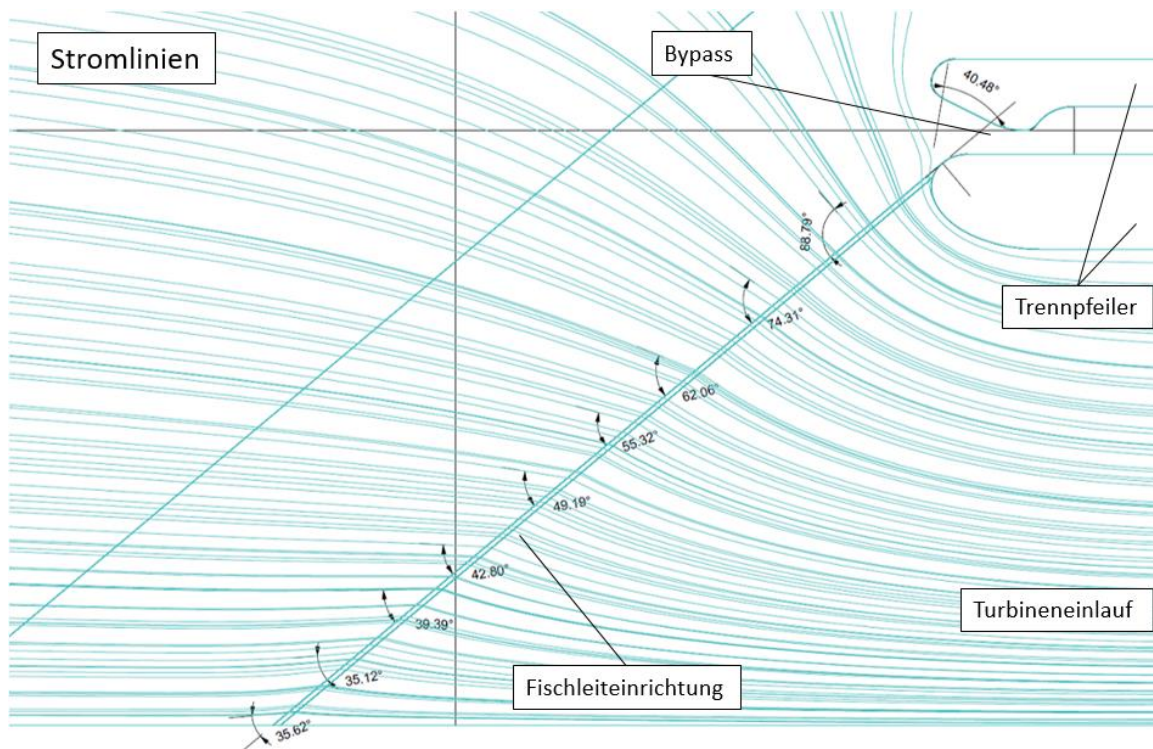 Stromlinien
Bypass
40.48°
Trennpfeiler
68.79°
74.31°
62.06°
55.32°
49.19°
42.80°
39.39°
35.12°
35.62°
Turbineneinlauf
Fischleiteinrichtung